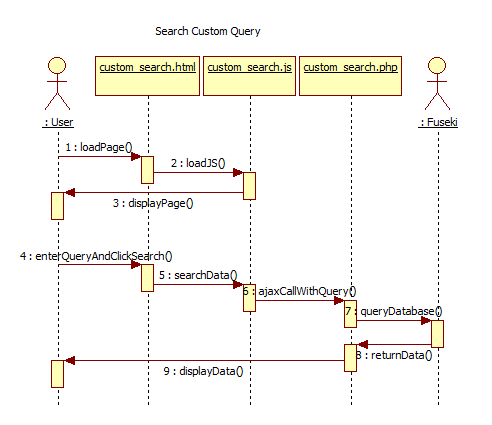 Search Custom Query
custom_search.html
custom_search.js
custom_search.php
: User
: Fuseki
1 : loadPage()
2 : loadJS()
3 : displayPage()
4 : enterQueryAndClickSearch()
5 : searchData()
6 : ajaxCallWithQuery()
7 : queryDatabase()
8 : returnData()
9 : displayData()